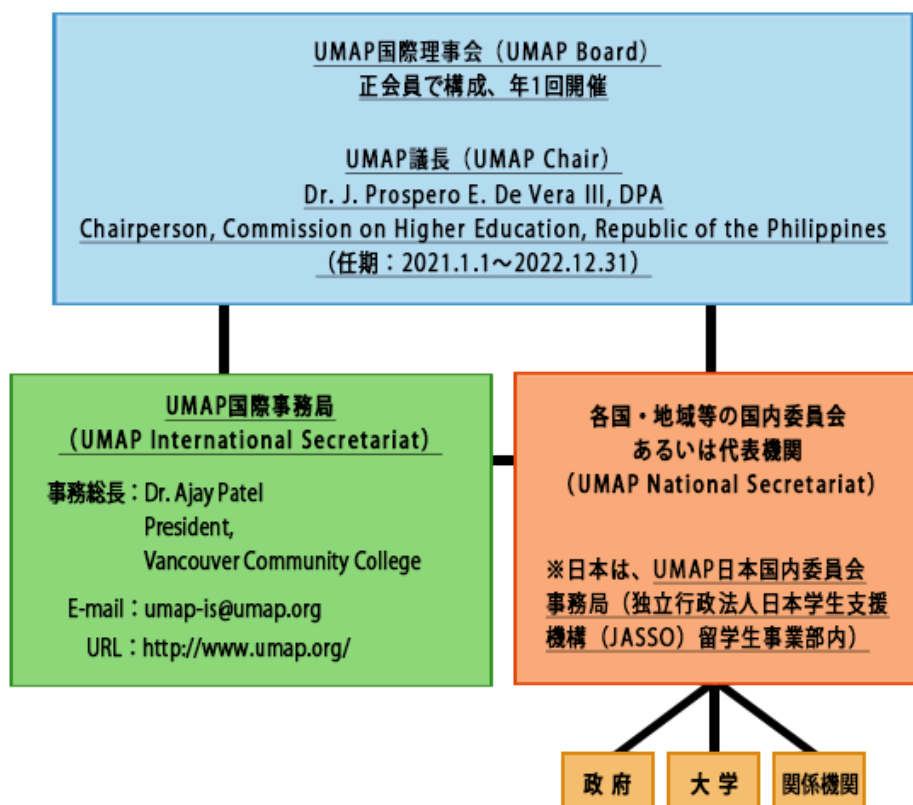 UMAP国際理事会（UMAP Board）
正会員で構成、年1回開催
UMAP議長（UMAP Chair）
Dr. J. Prospero E. De Vera III, DPA
Chairperson, Commission on Higher Education, Republic of the Philippines
（任期：2021.1.1～2022.12.31）
UMAP国際事務局
（UMAP International Secretariat）
事務総長：Dr. Ajay Patel
President,
Vancouver Community College
E-mail：umap-is@umap.org
URL：http://www.umap.org/
各国・地域等の国内委員会
あるいは代表機関
（UMAP National Secretariat）
※日本は、UMAP日本国内委員会
事務局（独立行政法人日本学生支援
機構（JASSO）留学生事業部内）
政府
大学
関係機関